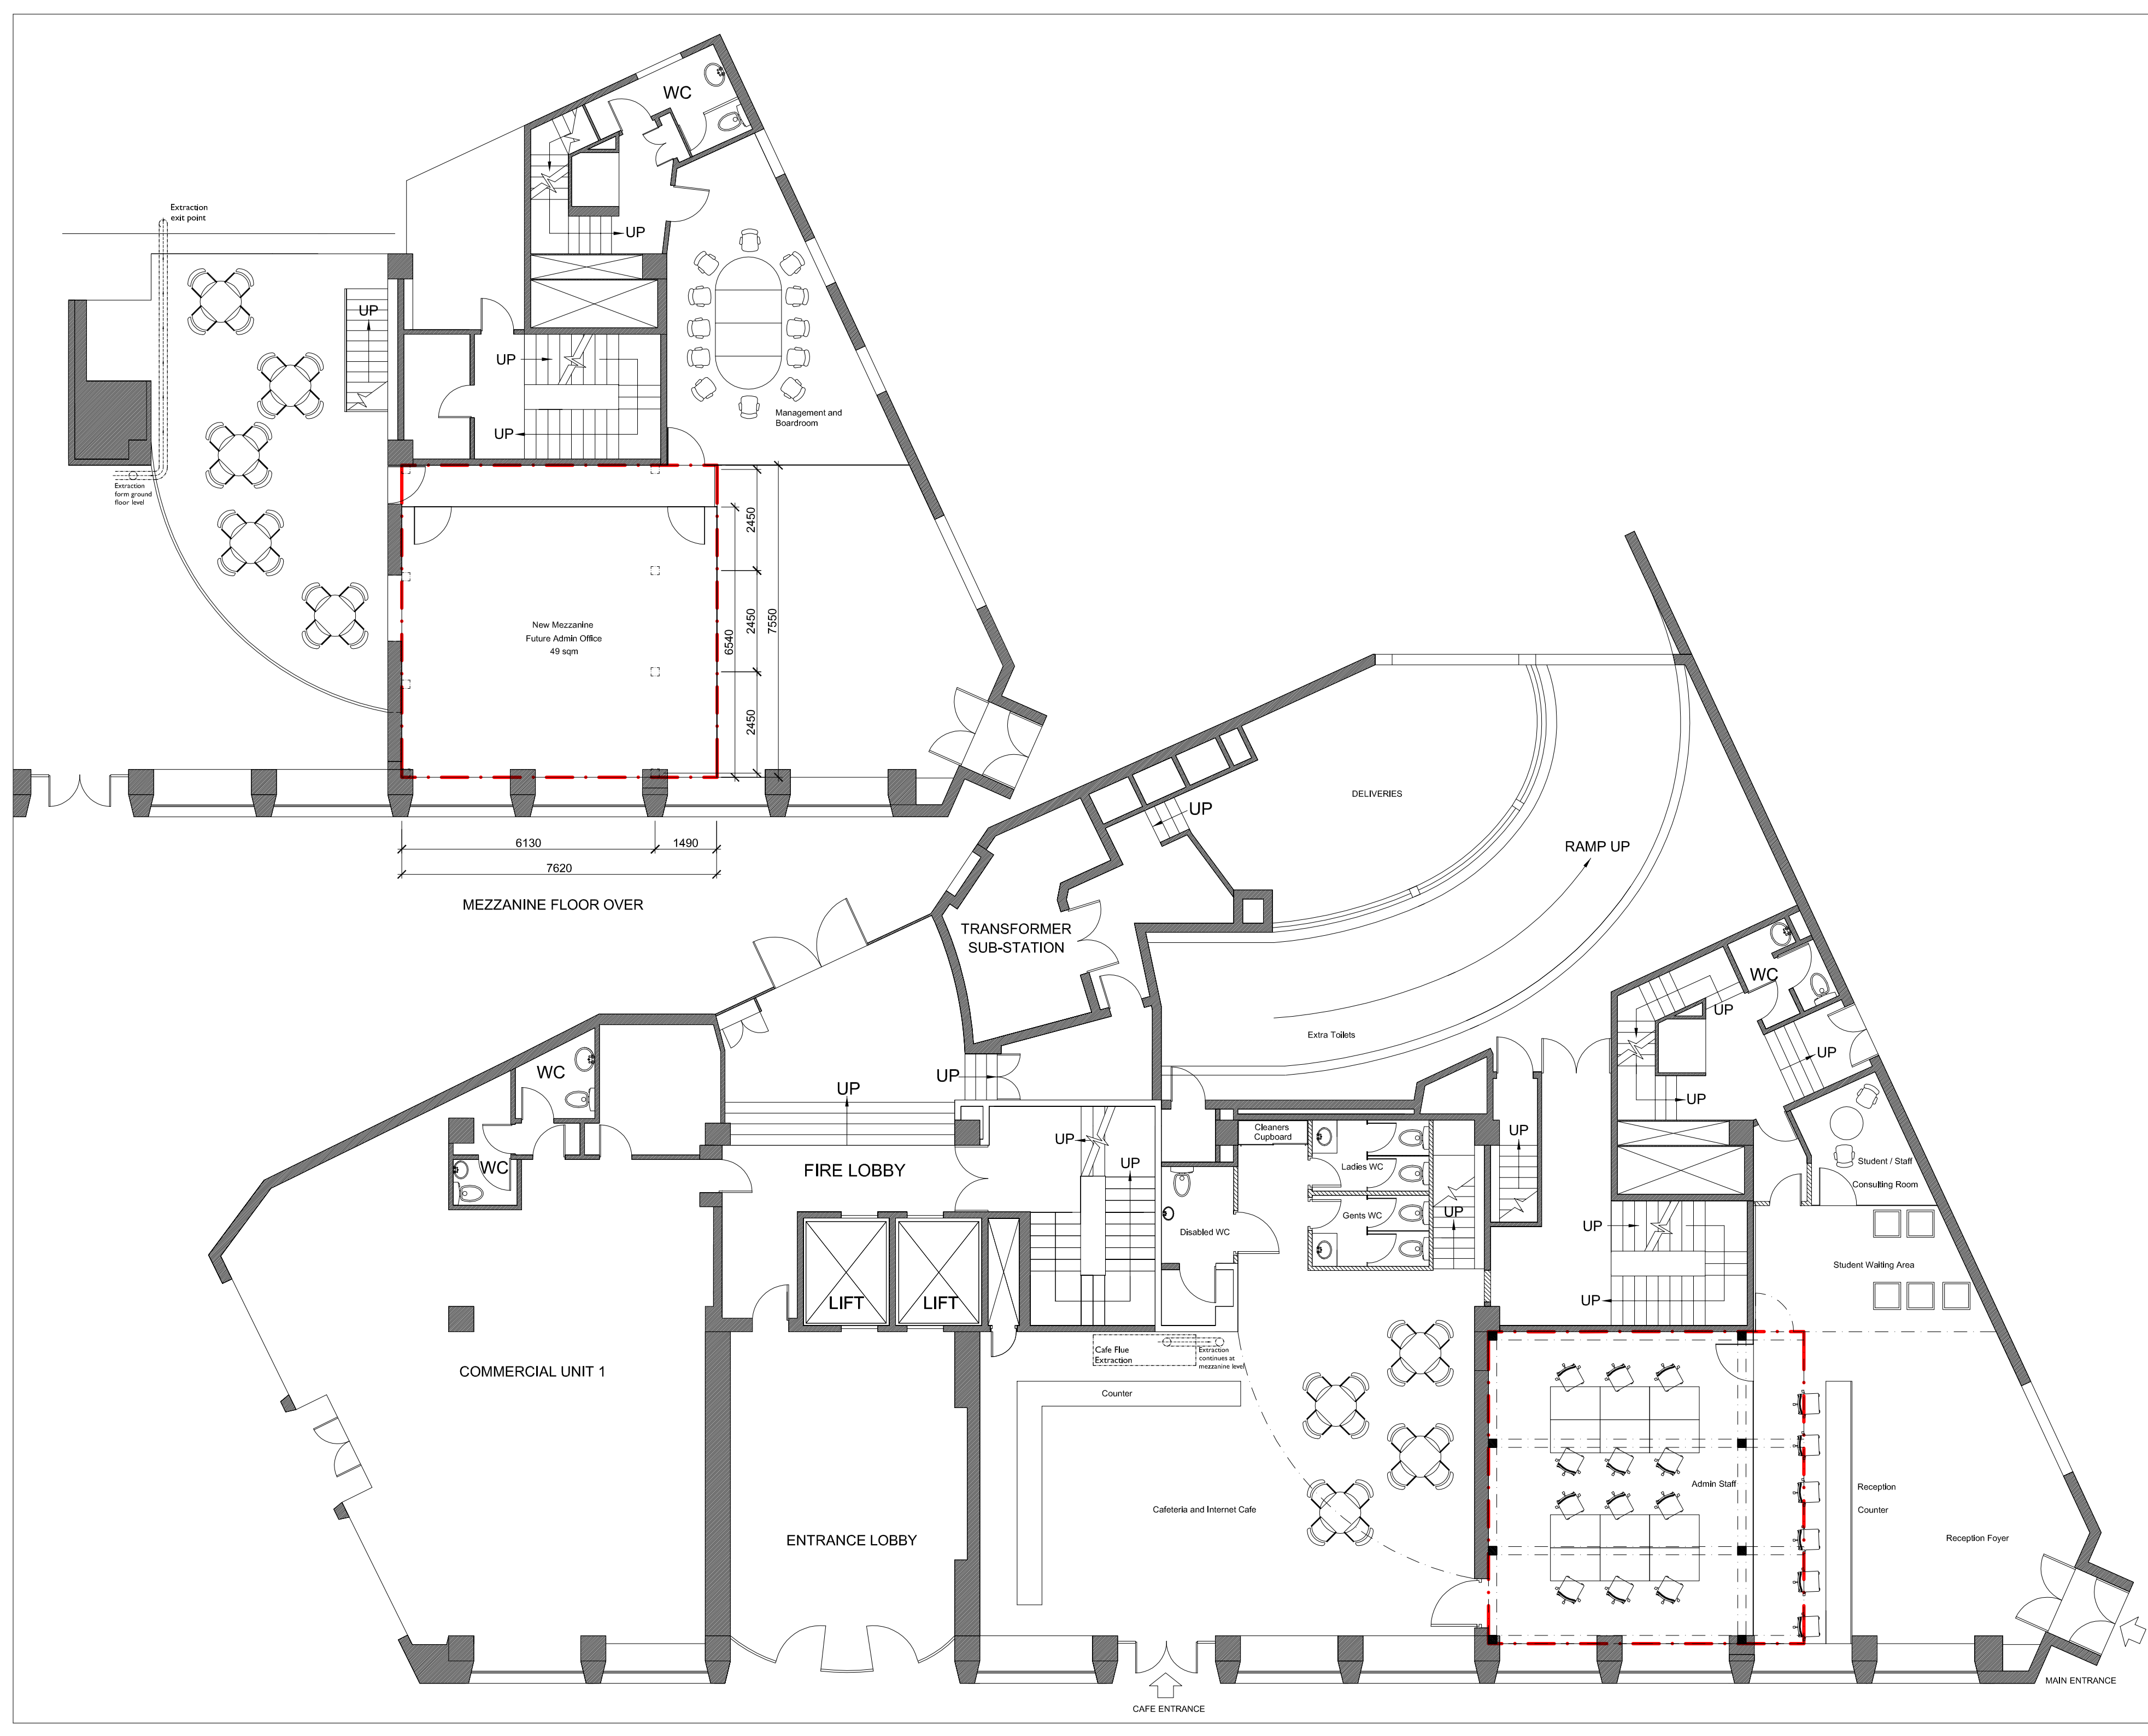 WC
Extraction
exit point
UP
UP
UP
UP
Management and
Boardroom
Extraction
form ground
floor level
2450
2450
2450
6540
7550
New Mezzanine
Future Admin Office
49 sqm
6130
1490
7620
MEZZANINE FLOOR OVER
DELIVERIES
UP
RAMP UP
TRANSFORMER
SUB-STATION
WC
UP
Extra Toilets
UP
WC
UP
UP
UP
Cleaners
Cupboard
UP
UP
UP
Ladies WC
Student / Staff
Consulting Room
WC
FIRE LOBBY
Gents WC
UP
UP
Disabled WC
Student Waiting Area
LIFT
LIFT
UP
Cafe Flue
Extraction
Extraction
continues at
mezzanine level
COMMERCIAL UNIT 1
Counter
Admin Staff
Reception
Counter
Cafeteria and Internet Cafe
ENTRANCE LOBBY
Reception Foyer
MAIN ENTRANCE
CAFE ENTRANCE